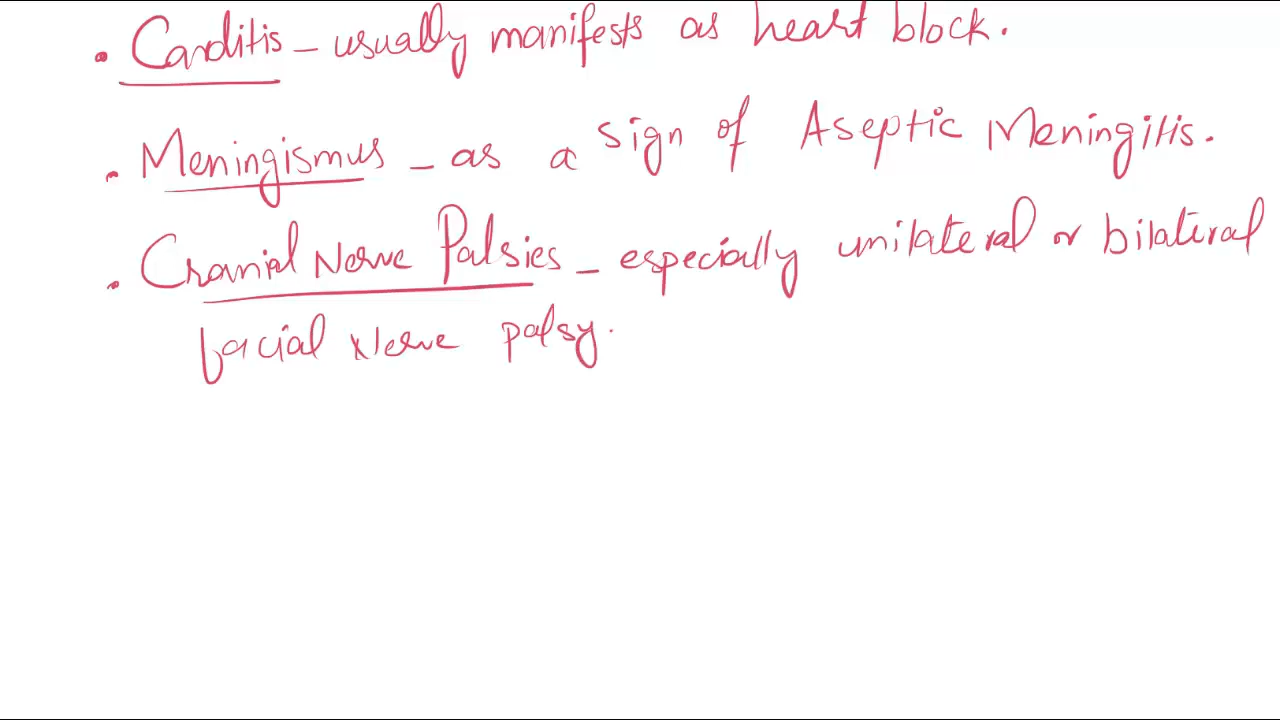 . Carditis - usually manifests as heart block.
. Meningismus - as a sign of Aseptic Meningitis.
. Cranial Nerve Palsies - especially unilateral or bilateral
facial Nerve palsy.